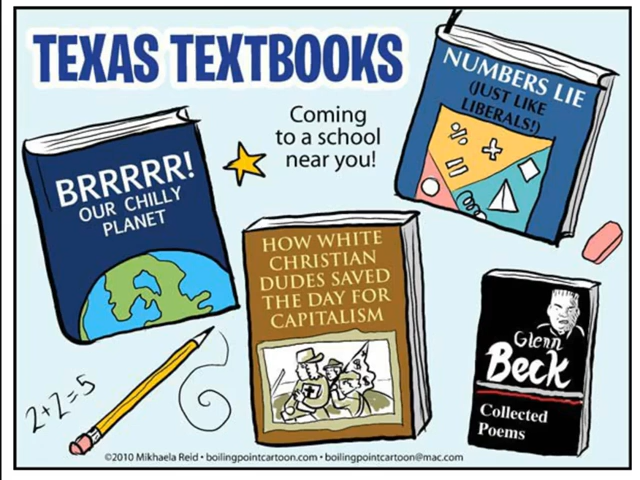 TEXAS TEXTBOOKS
Coming
to a school
near you!
NUMBERS LIE
(JUST LIKE
LIBERALS!)
BRRRRR!
OUR CHILLY
PLANET
HOW WHITE
CHRISTIAN
DUDES SAVED
THE DAY FOR
CAPITALISM
Glenn
Beck
Collected
Poems
2+2=5
©2010 Mikhaela Reid • boilingpointcartoon.com • boilingpointcartoon@mac.com